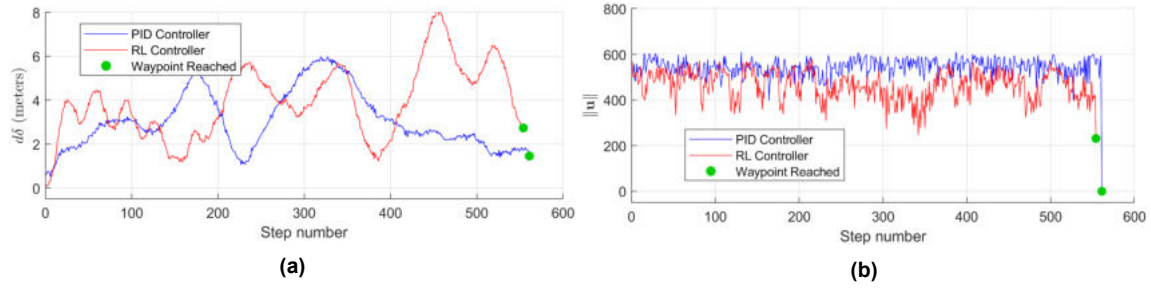 8
6
4
2
0
dδ (meters)
PID Controller
RL Controller
Waypoint Reached
0 100 200 300 400 500 600
Step number
(a)
800
600
400
200
0
‖u‖
PID Controller
RL Controller
Waypoint Reached
0 100 200 300 400 500 600
Step number
(b)